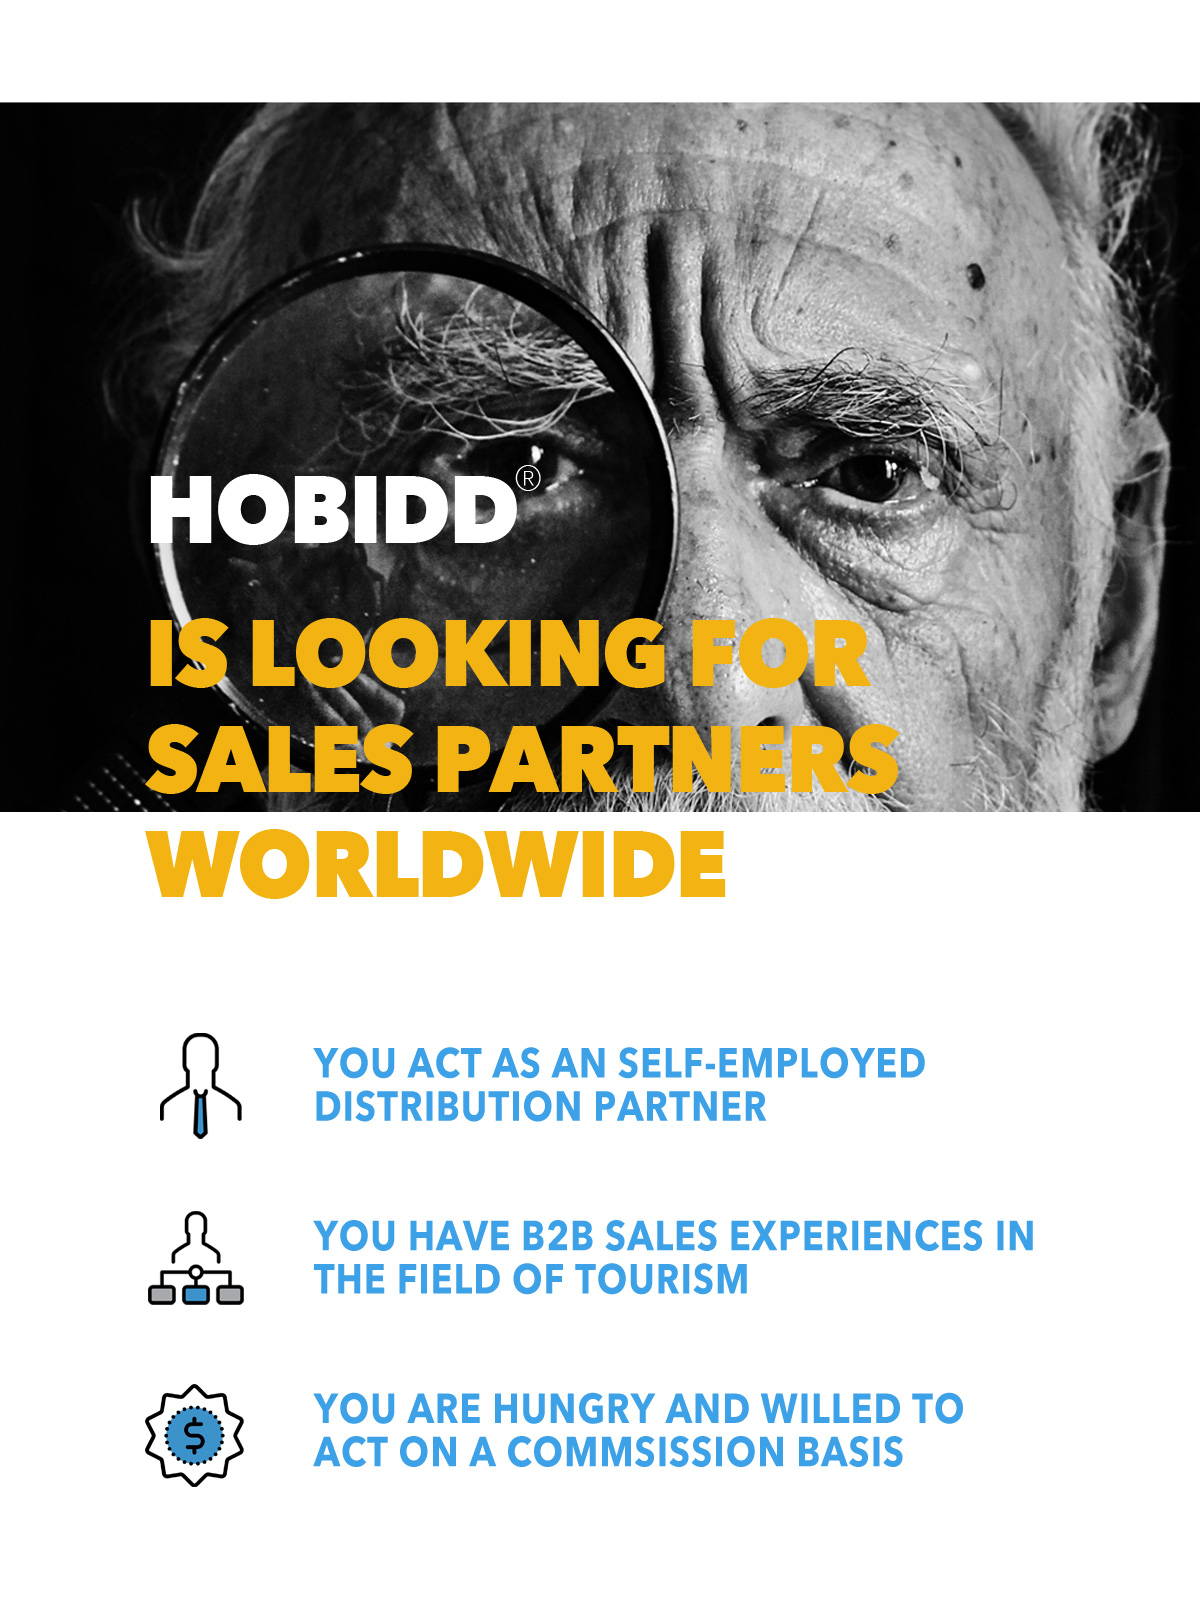 HOBIDD®
IS LOOKING FOR
SALES PARTNERS
WORLDWIDE
YOU ACT AS AN SELF-EMPLOYED
DISTRIBUTION PARTNER
YOU HAVE B2B SALES EXPERIENCES IN
THE FIELD OF TOURISM
$
YOU ARE HUNGRY AND WILLED TO
ACT ON A COMMSISSION BASIS